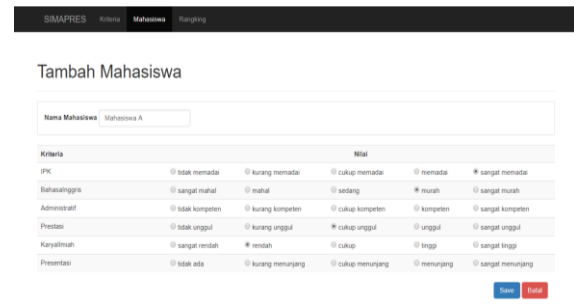 SIMAPRES Kriteria Mahasiswa Rangking
Tambah Mahasiswa
Nama Mahasiswa Mahasiswa A
Kriteria Nilai
IPK tidak memadai kurang memadai cukup memadai memadai sangat memadai
BahasaInggris sangat mahal mahal sedang murah sangat murah
Administratif tidak kompeten kurang kompeten cukup kompeten kompeten sangat kompeten
Prestasi tidak unggul kurang unggul cukup unggul unggul sangat unggul
KaryaIlmiah sangat rendah rendah cukup tinggi sangat tinggi
Presentasi tidak ada kurang menunjang cukup menunjang menunjang sangat menunjang
Save Batal